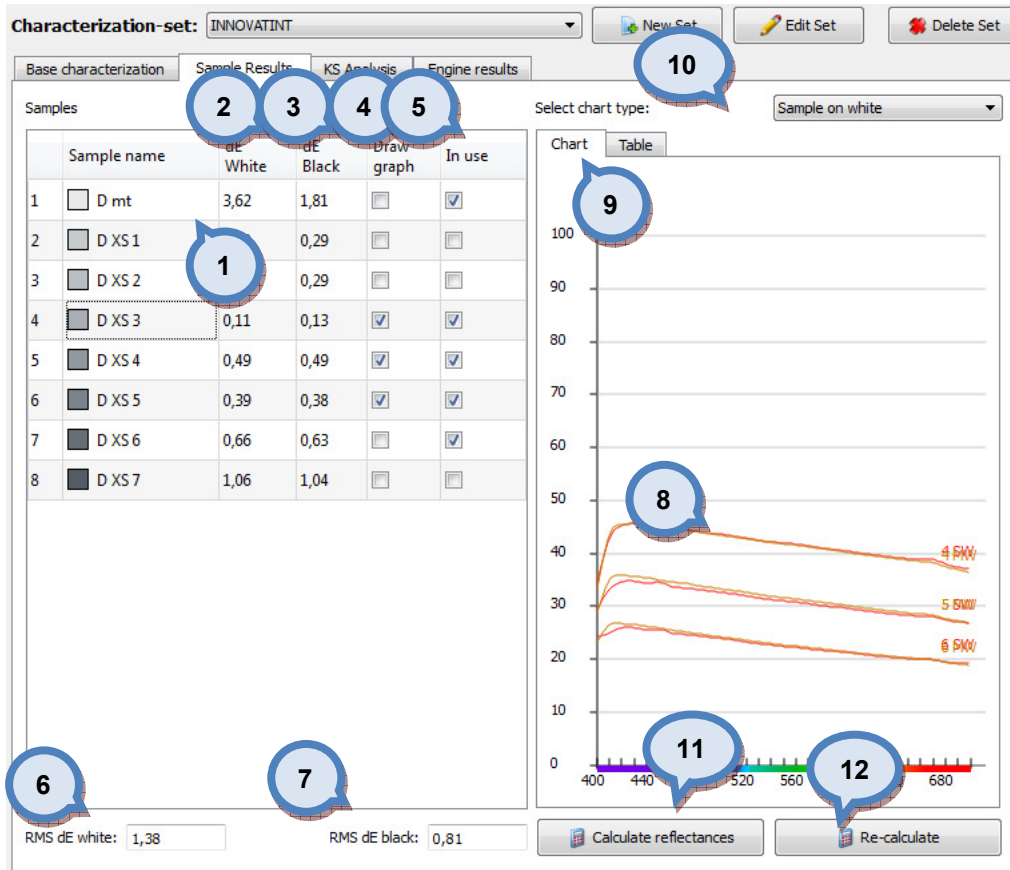 Characterization-set: INNOVATINT New Set Edit Set Delete Set
Base characterization Sample Results KS Analysis Engine results
10
2 3 4 5
Samples
Select chart type: Sample on white
Chart Table
Sample name dE White dE Black Draw graph In use
1 D mt 3,62 1,81
9
2 D XS 1 0,29
1
3 D XS 2 0,29
4 D XS 3 0,11 0,13
5 D XS 4 0,49 0,49
6 D XS 5 0,39 0,38
7 D XS 6 0,66 0,63
8 D XS 7 1,06 1,04
100
90
80
70
60
50
8
40
4 SW
30
5 SW
20
6 SW
10
0
400 440 520 560 680
6 7 11 12
RMS dE white: 1,38 RMS dE black: 0,81
Calculate reflectances Re-calculate